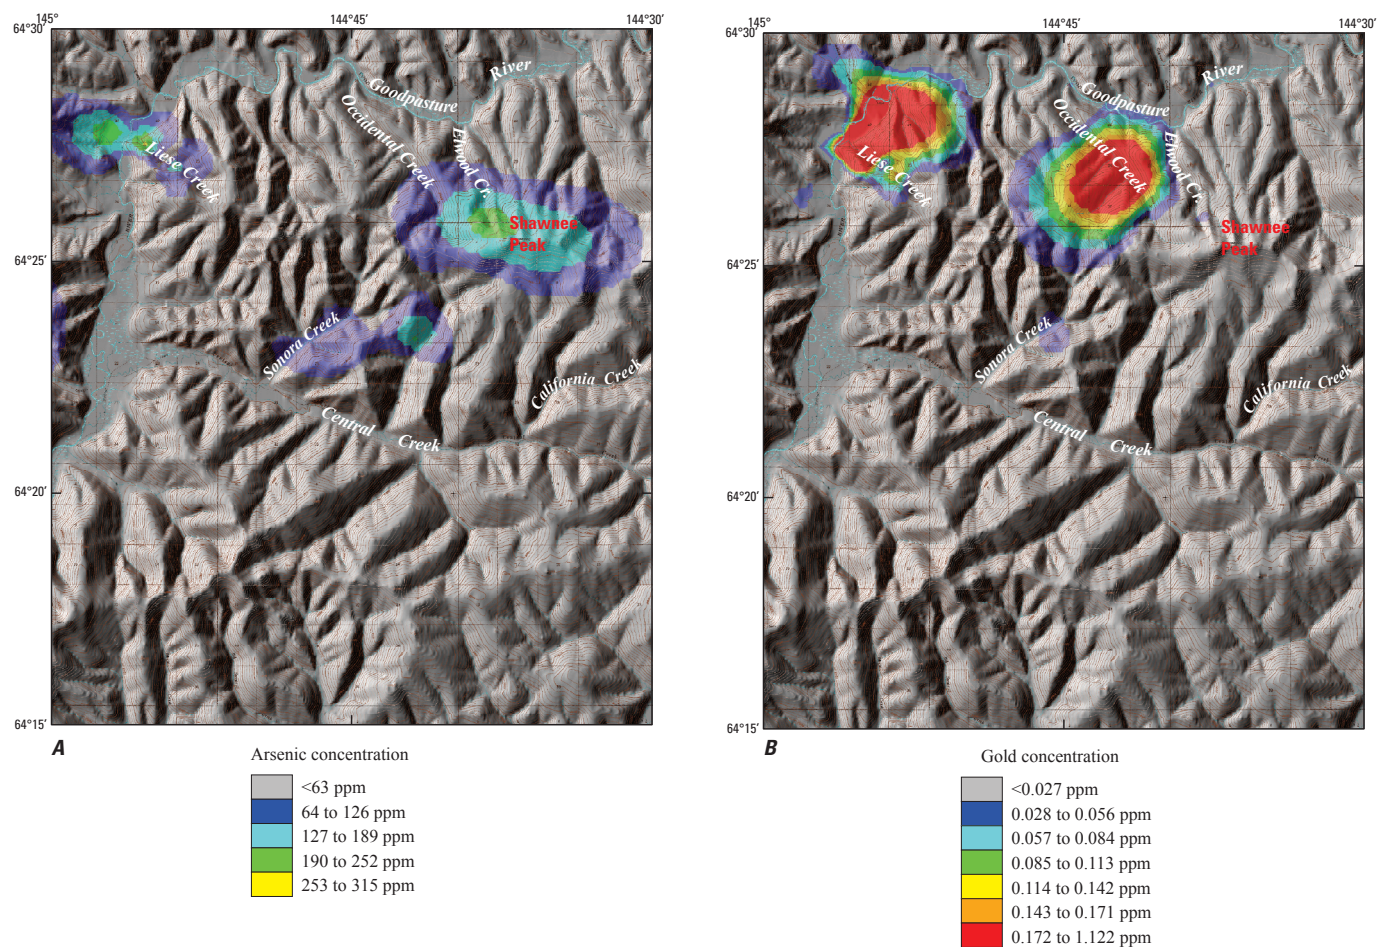 145°
144°45'
144°30'
64°30'
64°25'
64°20'
64°15'
River
Goodpasture
Occidental Creek
Elwood Cr.
Liese Creek
Shawnee
Peak
Sonora Creek
California Creek
Central Creek
A
Arsenic concentration
<63 ppm
64 to 126 ppm
127 to 189 ppm
190 to 252 ppm
253 to 315 ppm
145°
144°45'
144°30'
64°30'
64°25'
64°20'
64°15'
River
Goodpasture
Occidental Creek
Elwood Cr.
Liese Creek
Shawnee
Peak
Sonora Creek
California Creek
Central Creek
B
Gold concentration
<0.027 ppm
0.028 to 0.056 ppm
0.057 to 0.084 ppm
0.085 to 0.113 ppm
0.114 to 0.142 ppm
0.143 to 0.171 ppm
0.172 to 1.122 ppm